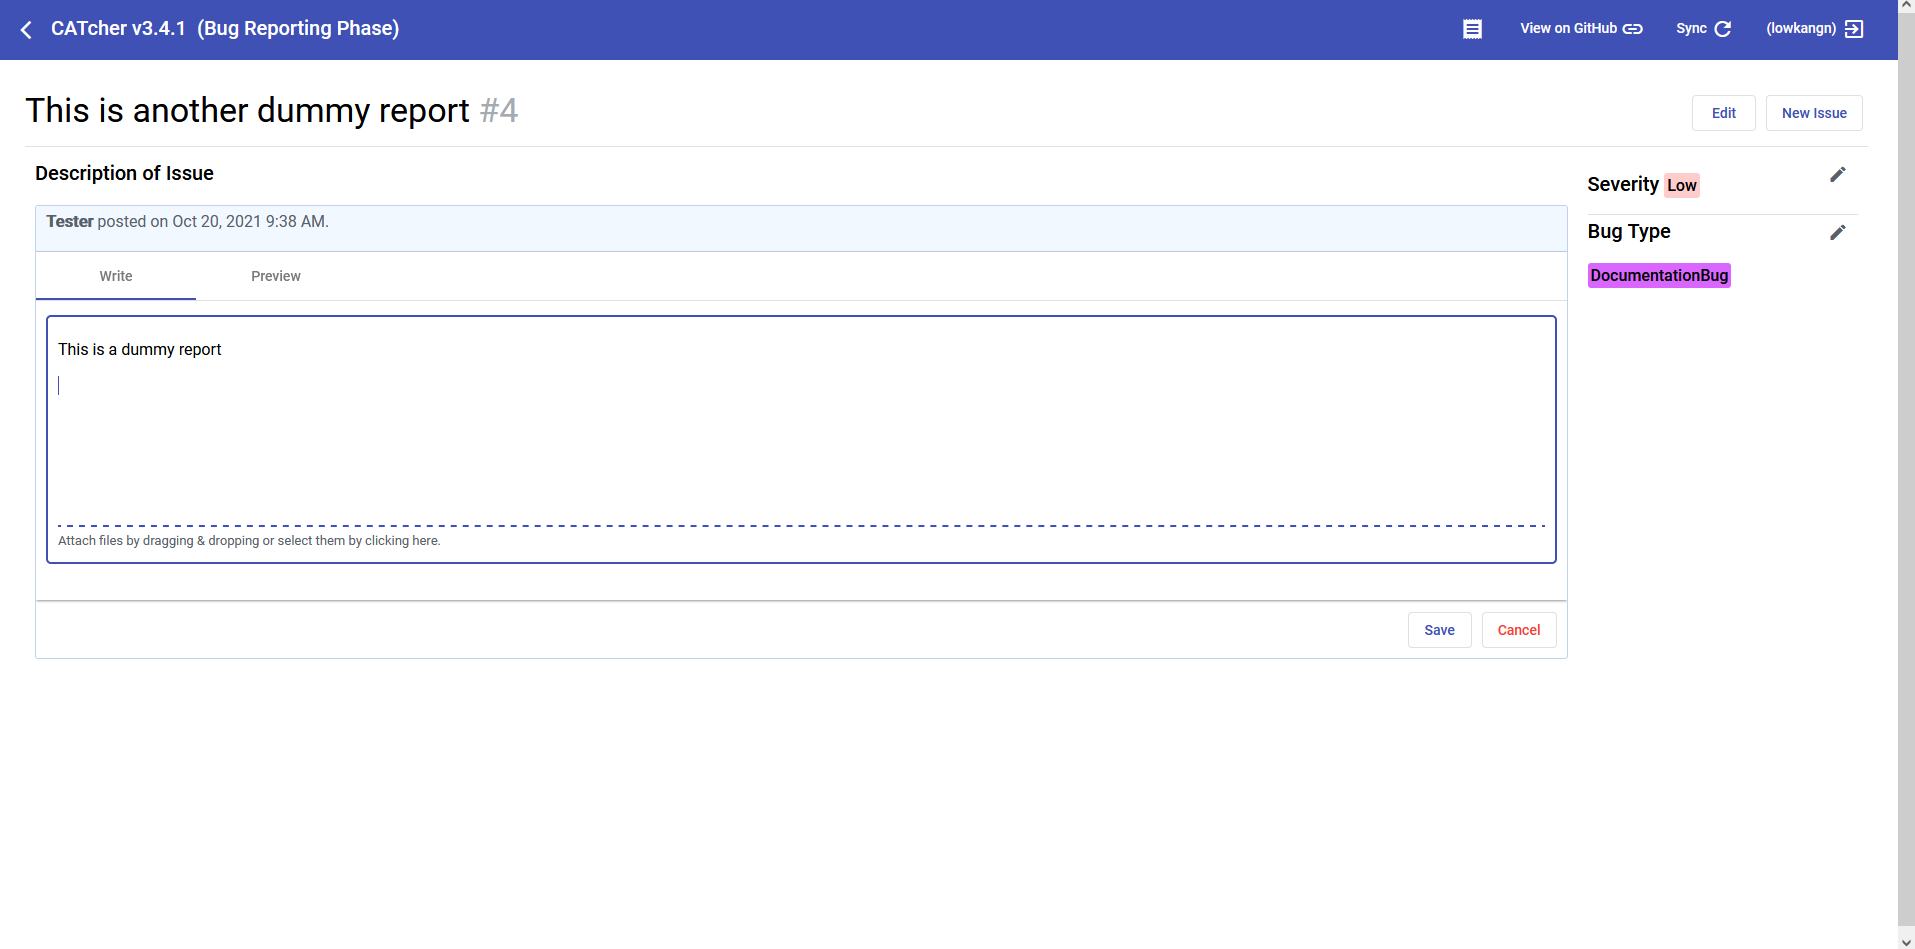 CATcher v3.4.1 (Bug Reporting Phase)
View on GitHub
Sync
(lowkangn)
This is another dummy report #4
Edit
New Issue
Description of Issue
Tester posted on Oct 20, 2021 9:38 AM.
Write
Preview
This is a dummy report
Attach files by dragging & dropping or select them by clicking here.
Save
Cancel
Severity Low
Bug Type
DocumentationBug